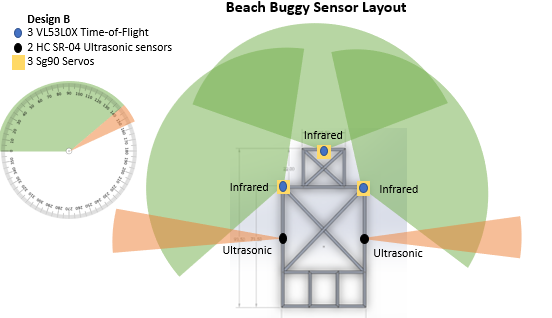 Beach Buggy Sensor Layout
Design B
3 VL53L0X Time-of-Flight
2 HC SR-04 Ultrasonic sensors
3 Sg90 Servos
Infrared
Infrared
Infrared
Ultrasonic
Ultrasonic